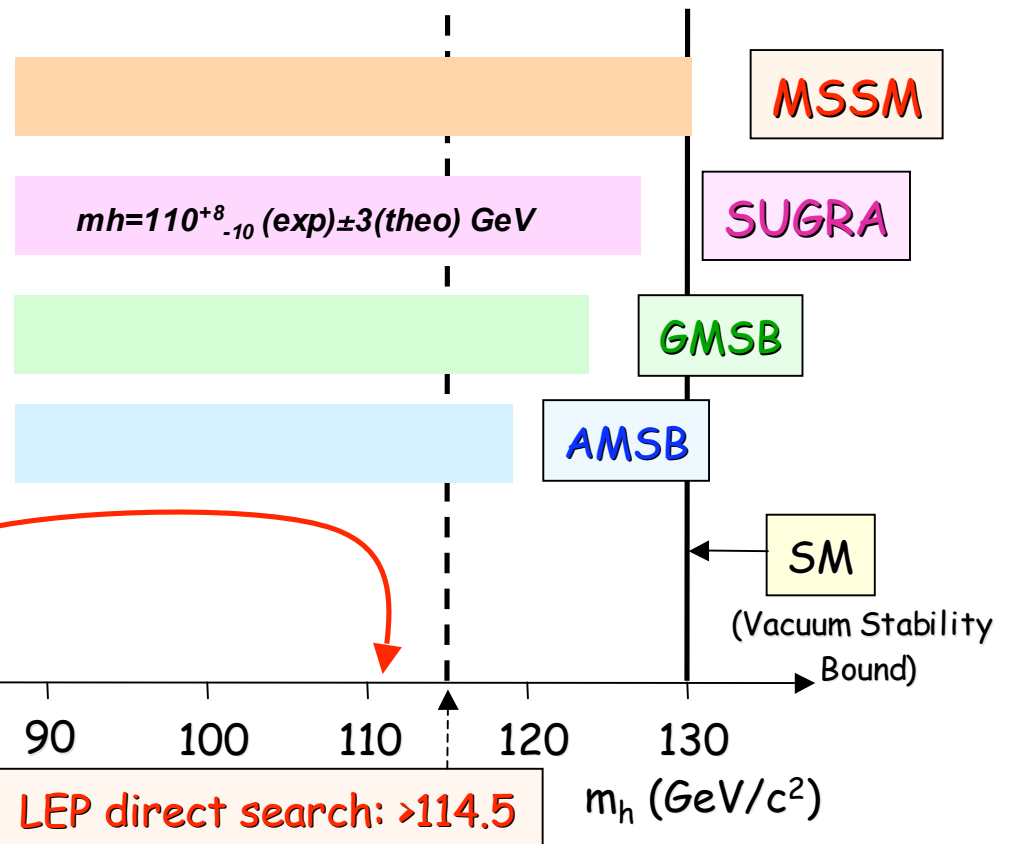 MSSM
mh=110⁺⁸₋₁₀ (exp)±3(theo) GeV
SUGRA
GMSB
AMSB
SM
(Vacuum Stability
Bound)
90 100 110 120 130
LEP direct search: >114.5
mₕ (GeV/c²)